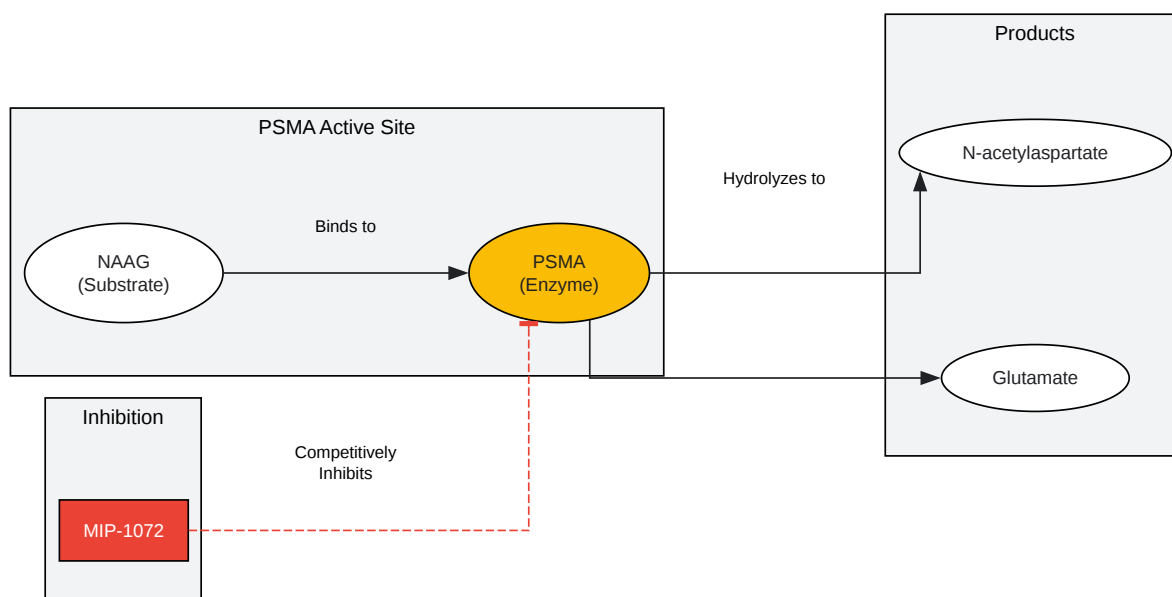 Products
PSMA Active Site
N-acetylaspartate
Hydrolyzes to
Binds to
NAAG
(Substrate)
PSMA
(Enzyme)
Glutamate
Inhibition
Competitively
Inhibits
MIP-1072